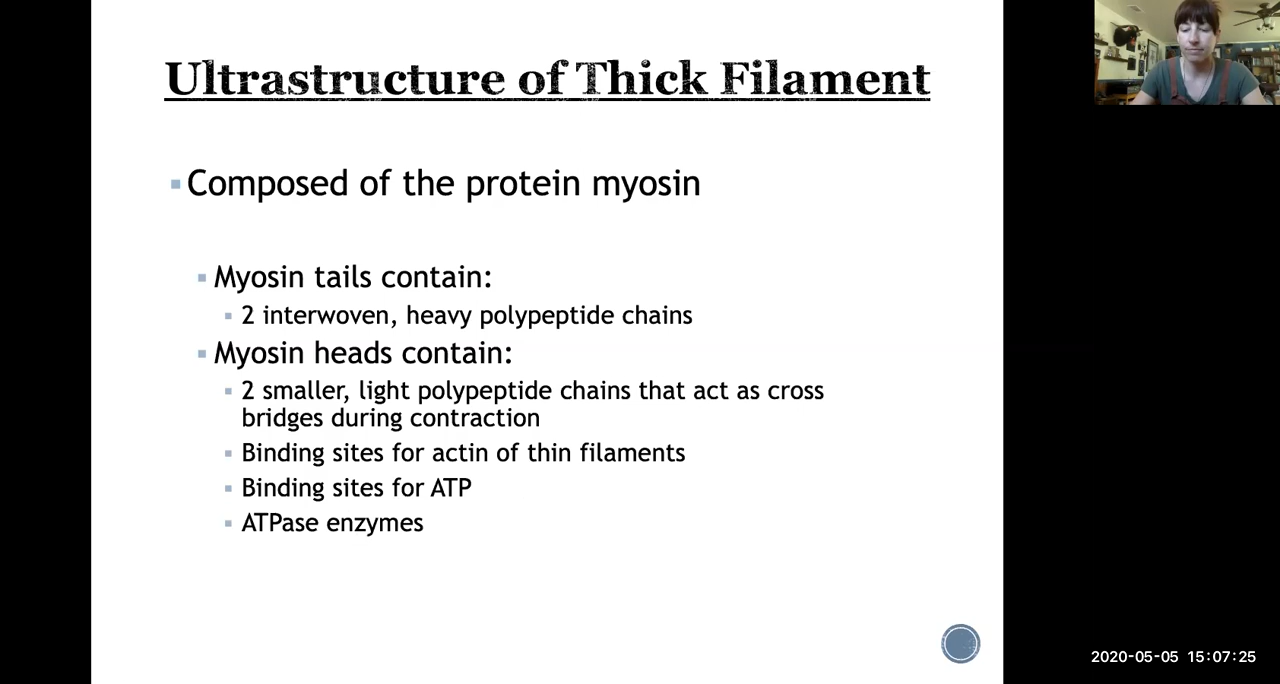 Ultrastructure of Thick Filament
Composed of the protein myosin
Myosin tails contain:
2 interwoven, heavy polypeptide chains
Myosin heads contain:
2 smaller, light polypeptide chains that act as cross
bridges during contraction
Binding sites for actin of thin filaments
Binding sites for ATP
ATPase enzymes
2020-05-05 15:07:25